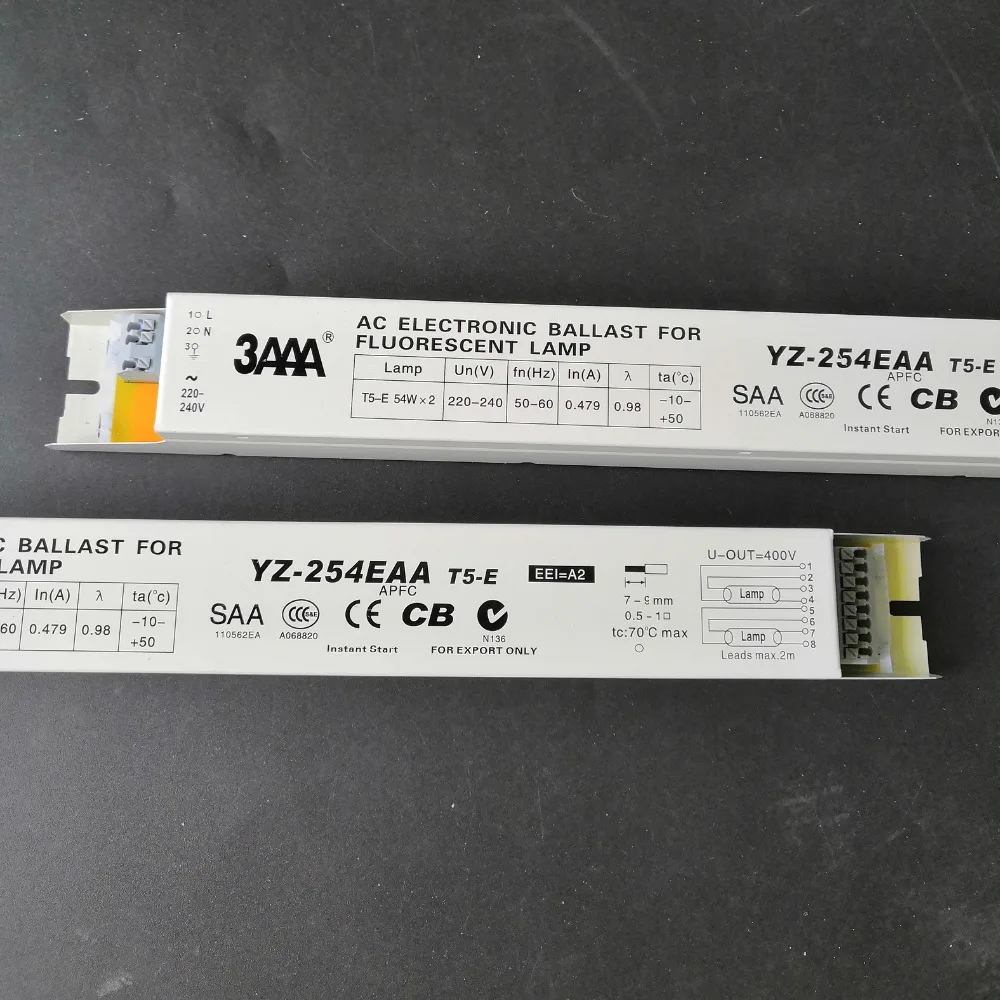 1 L
2 N
3
~
220-
240V
3AAA®
AC ELECTRONIC BALLAST FOR
FLUORESCENT LAMP
Lamp Un(V) fn(Hz) In(A) λ ta(°c)
T5-E 54W×2 220-240 50-60 0.479 0.98 -10-
+50
YZ-254EAA T5-E
APFC
SAA CCC S&E CE CB
110562EA A068820 N13
Instant Start FOR EXPOR
C BALLAST FOR
LAMP
Hz) In(A) λ ta(°c)
60 0.479 0.98 -10-
+50
YZ-254EAA T5-E EEI=A2
APFC
SAA CCC S&E CE CB
110562EA A068820 N136
Instant Start FOR EXPORT ONLY
7-9mm
0.5-1□
tc:70°C max
U-OUT=400V
1
2
3
Lamp
4
5
6
7
Lamp
8
Leads max.2m